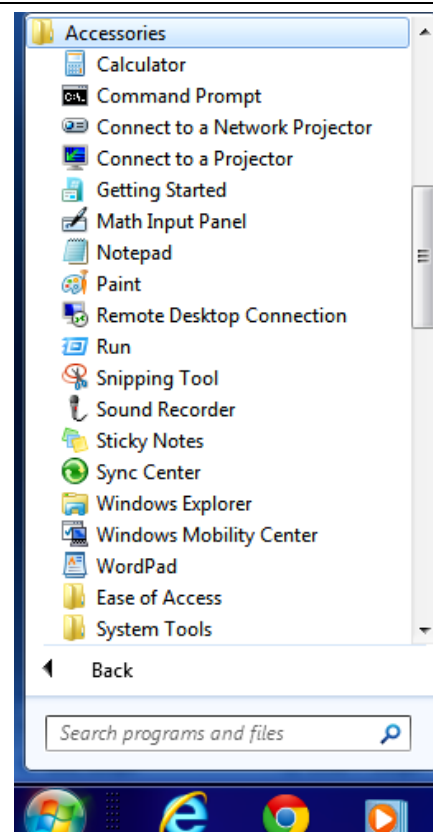 Accessories
Calculator
Command Prompt
Connect to a Network Projector
Connect to a Projector
Getting Started
Math Input Panel
Notepad
Paint
Remote Desktop Connection
Run
Snipping Tool
Sound Recorder
Sticky Notes
Sync Center
Windows Explorer
Windows Mobility Center
WordPad
Ease of Access
System Tools
Back
Search programs and files